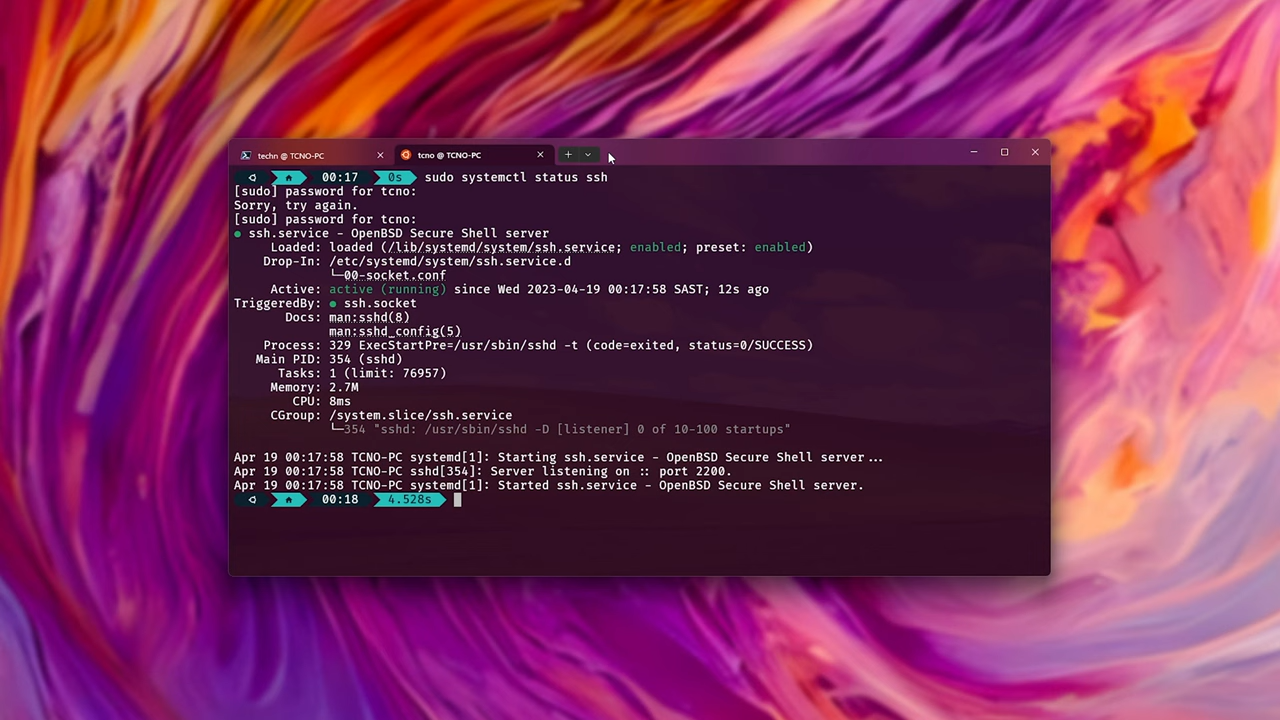 techn @ TCNO-PC
tcno @ TCNO-PC
00:17 0s sudo systemctl status ssh
[sudo] password for tcno:
Sorry, try again.
[sudo] password for tcno:
● ssh.service - OpenBSD Secure Shell server
Loaded: loaded (/lib/systemd/system/ssh.service; enabled; preset: enabled)
Drop-In: /etc/systemd/system/ssh.service.d
└─00-socket.conf
Active: active (running) since Wed 2023-04-19 00:17:58 SAST; 12s ago
TriggeredBy: ● ssh.socket
Docs: man:sshd(8)
man:sshd_config(5)
Process: 329 ExecStartPre=/usr/sbin/sshd -t (code=exited, status=0/SUCCESS)
Main PID: 354 (sshd)
Tasks: 1 (limit: 76957)
Memory: 2.7M
CPU: 8ms
CGroup: /system.slice/ssh.service
└─354 "sshd: /usr/sbin/sshd -D [listener] 0 of 10-100 startups"
Apr 19 00:17:58 TCNO-PC systemd[1]: Starting ssh.service - OpenBSD Secure Shell server...
Apr 19 00:17:58 TCNO-PC sshd[354]: Server listening on :: port 2200.
Apr 19 00:17:58 TCNO-PC systemd[1]: Started ssh.service - OpenBSD Secure Shell server.
00:18 4.528s